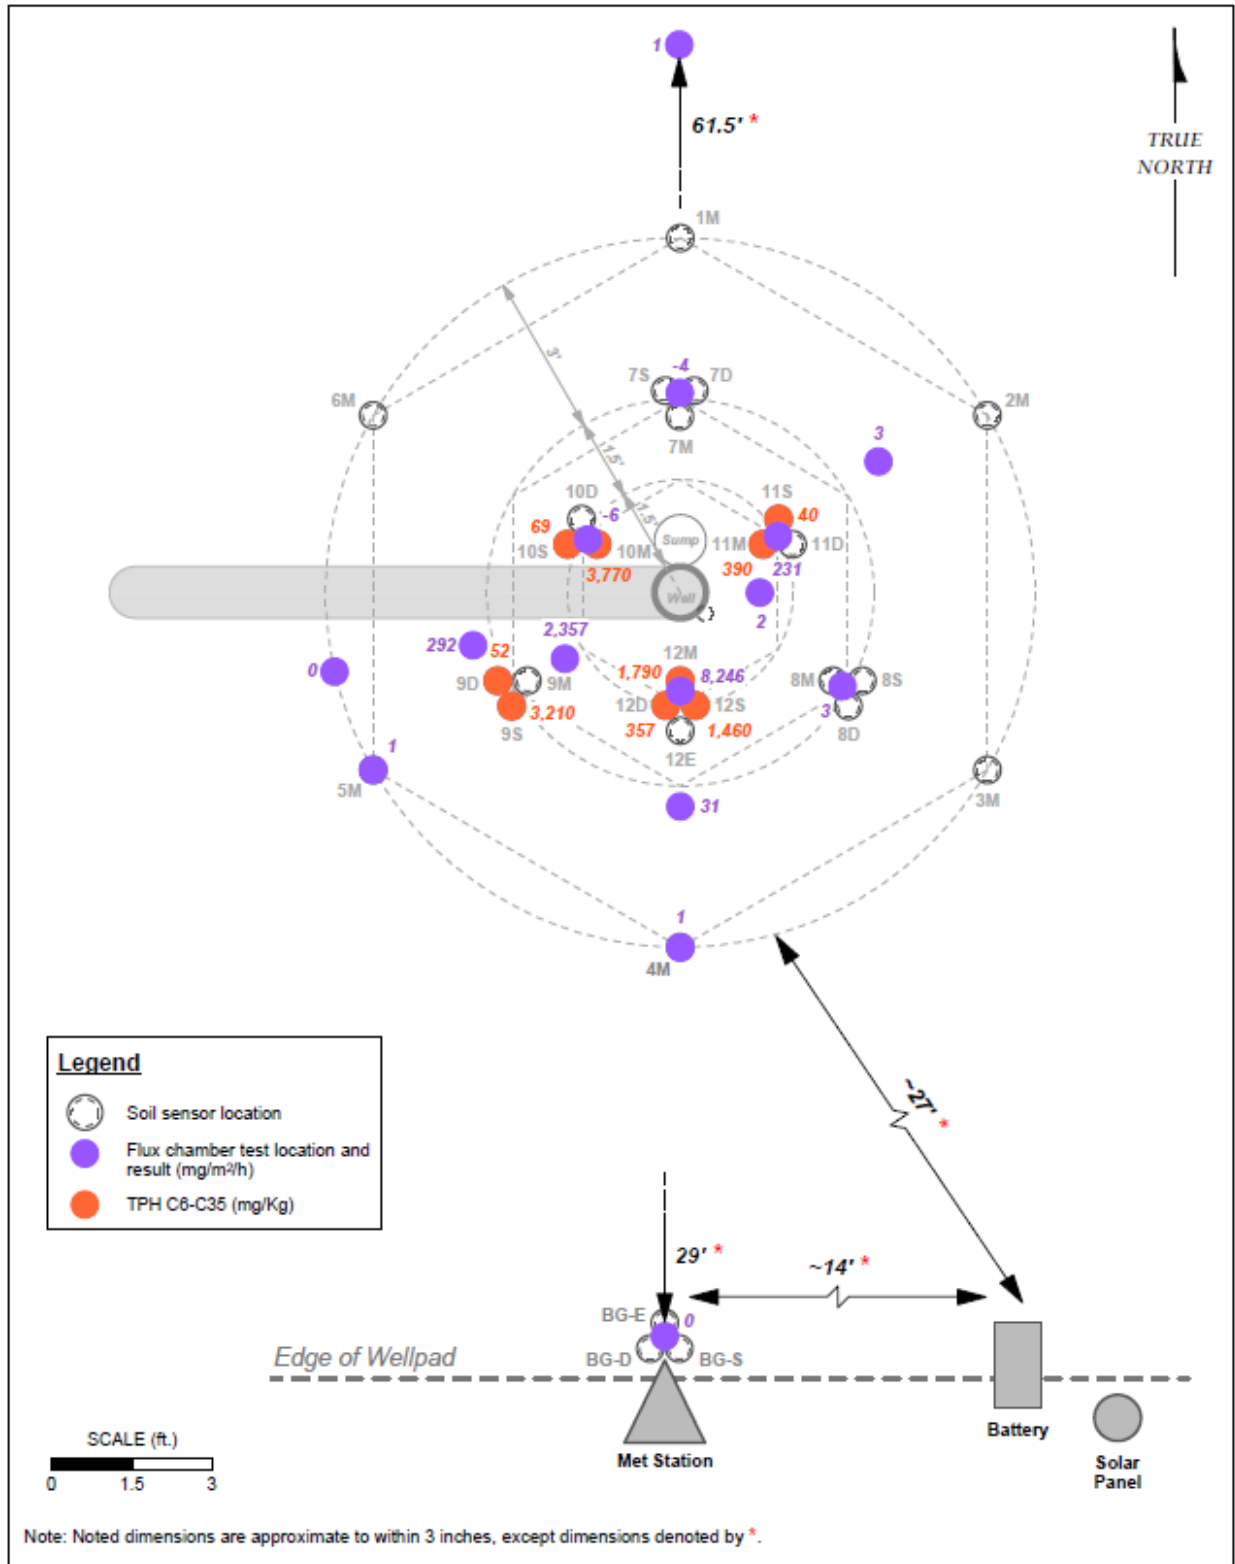 1
61.5' *
TRUE
NORTH
1M
3'
-4
7S
7D
6M
2M
7M
3
1.5'
10D
11S
-6
1.5'
40
69
Sump
10S
10M
11M
11D
3,770
390
231
Well
2
2,357
12M
292
52
1,790
8,246
0
9D
9M
8M
8S
12D
12S
3,210
3
9S
357
1,460
8D
12E
1
5M
3M
31
1
4M
Legend
Soil sensor location
Flux chamber test location and
result (mg/m²/h)
TPH C6-C35 (mg/Kg)
~27' *
29' *
~14' *
BG-E
0
Edge of Wellpad
BG-D
BG-S
Battery
SCALE (ft.)
Met Station
Solar
Panel
0
1.5
3
Note: Noted dimensions are approximate to within 3 inches, except dimensions denoted by *.